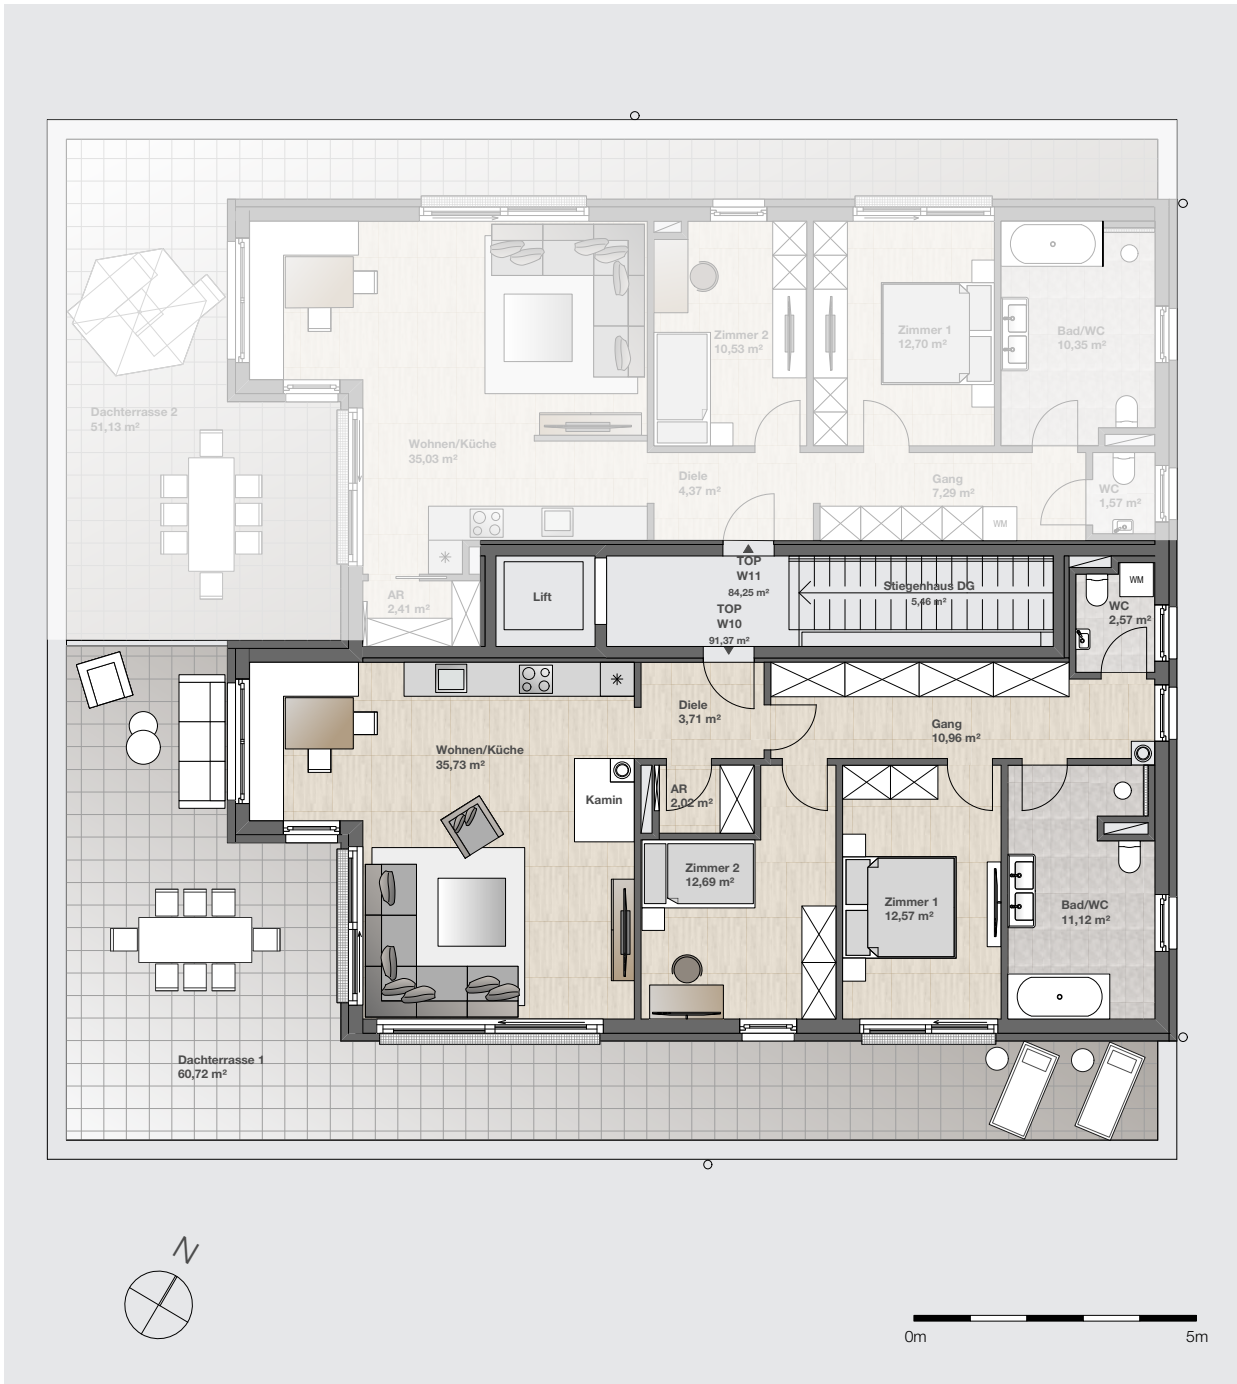 Zimmer 2
10,53 m²
Zimmer 1
12,70 m²
Bad/WC
10,35 m²
Dachterrasse 2
51,13 m²
Wohnen/Küche
35,03 m²
Diele
4,37 m²
Gang
7,29 m²
WC
1,57 m²
WM
AR
2,41 m²
Lift
TOP
W11
84,25 m²
TOP
W10
91,37 m²
Stiegenhaus DG
5,46 m²
WM
WC
2,57 m²
Diele
3,71 m²
Gang
10,96 m²
Wohnen/Küche
35,73 m²
Kamin
AR
2,02 m²
Zimmer 2
12,69 m²
Zimmer 1
12,57 m²
Bad/WC
11,12 m²
Dachterrasse 1
60,72 m²
N
0m
5m